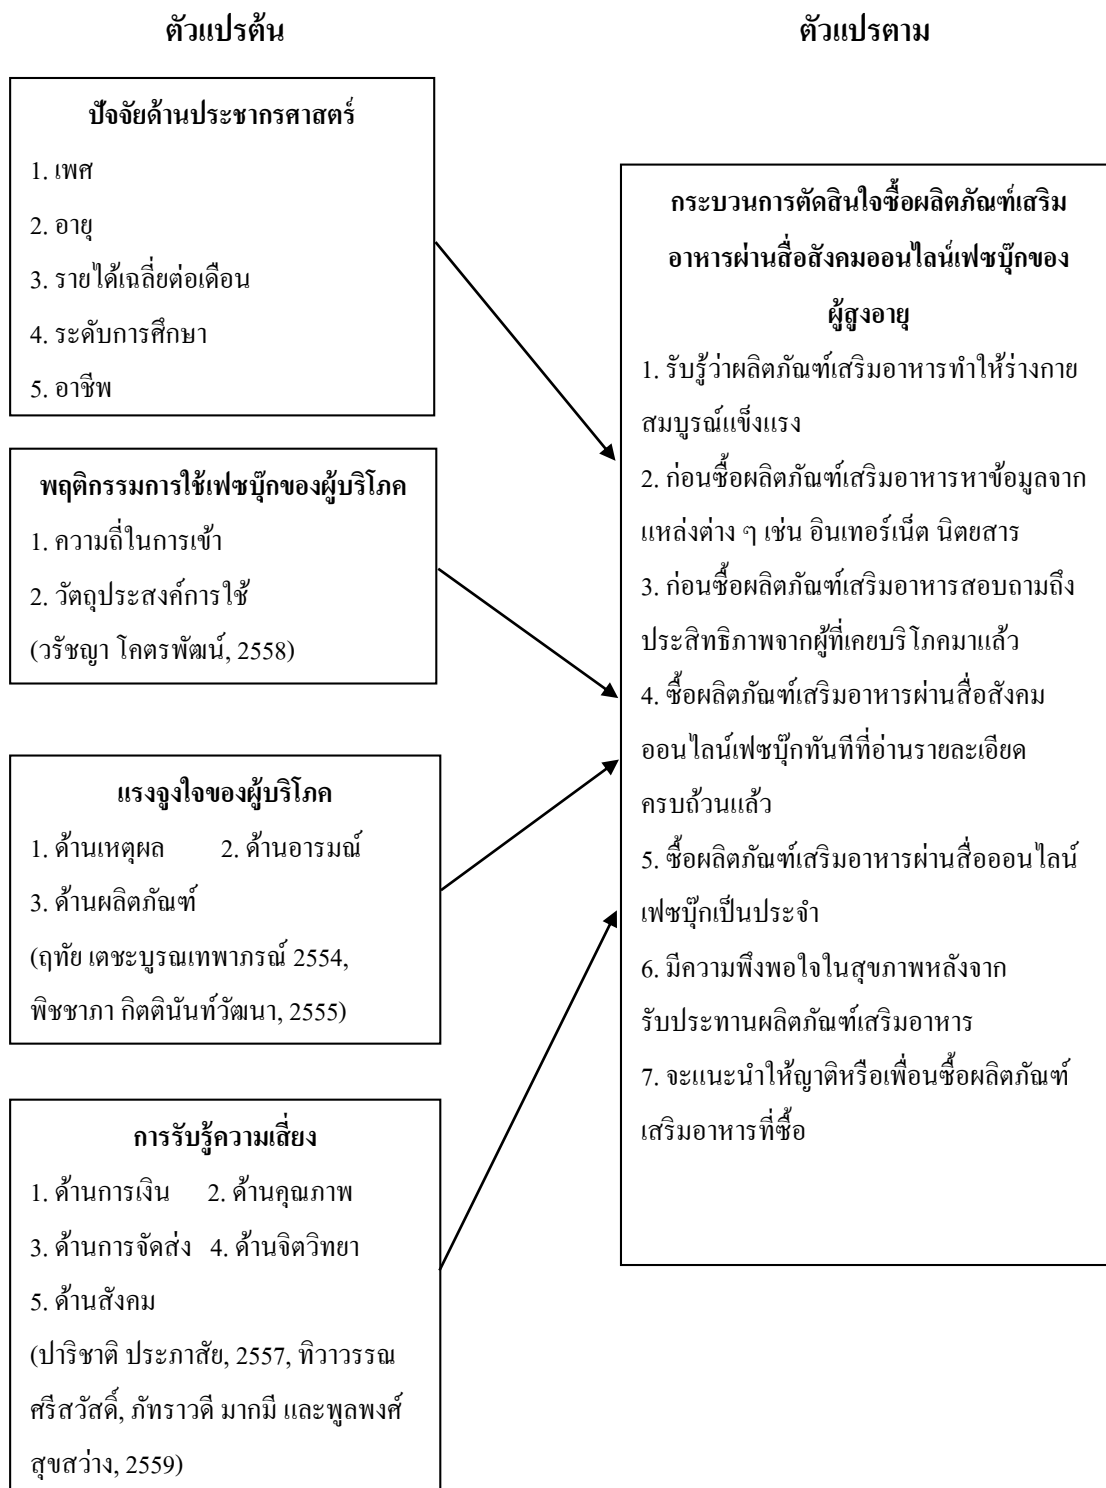 ตัวแปรต้น
ตัวแปรตาม
ปัจจัยด้านประชากรศาสตร์
1. เพศ
2. อายุ
3. รายได้เฉลี่ยต่อเดือน
4. ระดับการศึกษา
5. อาชีพ
พฤติกรรมการใช้เฟซบุ๊กของผู้บริโภค
1. ความถี่ในการเข้า
2. วัตถุประสงค์การใช้
(วรัชญา โคตรพัฒน์, 2558)
แรงจูงใจของผู้บริโภค
1. ด้านเหตุผล 2. ด้านอารมณ์
3. ด้านผลิตภัณฑ์
(ฤทัย เตชะบูรณเทพาภรณ์ 2554,
พิชชาภา กิตตินันท์วัฒนา, 2555)
การรับรู้ความเสี่ยง
1. ด้านการเงิน 2. ด้านคุณภาพ
3. ด้านการจัดส่ง 4. ด้านจิตวิทยา
5. ด้านสังคม
(ปาริชาติ ประภาสัย, 2557, ทิวาวรรณ
ศรีสวัสดิ์, ภัทราวดี มากมี และพูลพงศ์
สุขสว่าง, 2559)
กระบวนการตัดสินใจซื้อผลิตภัณฑ์เสริม
อาหารผ่านสื่อสังคมออนไลน์เฟซบุ๊กของ
ผู้สูงอายุ
1. รับรู้ว่าผลิตภัณฑ์เสริมอาหารทำให้ร่างกาย
สมบูรณ์แข็งแรง
2. ก่อนซื้อผลิตภัณฑ์เสริมอาหารหาข้อมูลจาก
แหล่งต่าง ๆ เช่น อินเทอร์เน็ต นิตยสาร
3. ก่อนซื้อผลิตภัณฑ์เสริมอาหารสอบถามถึง
ประสิทธิภาพจากผู้ที่เคยบริโภคมาแล้ว
4. ซื้อผลิตภัณฑ์เสริมอาหารผ่านสื่อสังคม
ออนไลน์เฟซบุ๊กทันทีที่อ่านรายละเอียด
ครบถ้วนแล้ว
5. ซื้อผลิตภัณฑ์เสริมอาหารผ่านสื่อออนไลน์
เฟซบุ๊กเป็นประจำ
6. มีความพึงพอใจในสุขภาพหลังจาก
รับประทานผลิตภัณฑ์เสริมอาหาร
7. จะแนะนำให้ญาติหรือเพื่อนซื้อผลิตภัณฑ์
เสริมอาหารที่ซื้อ